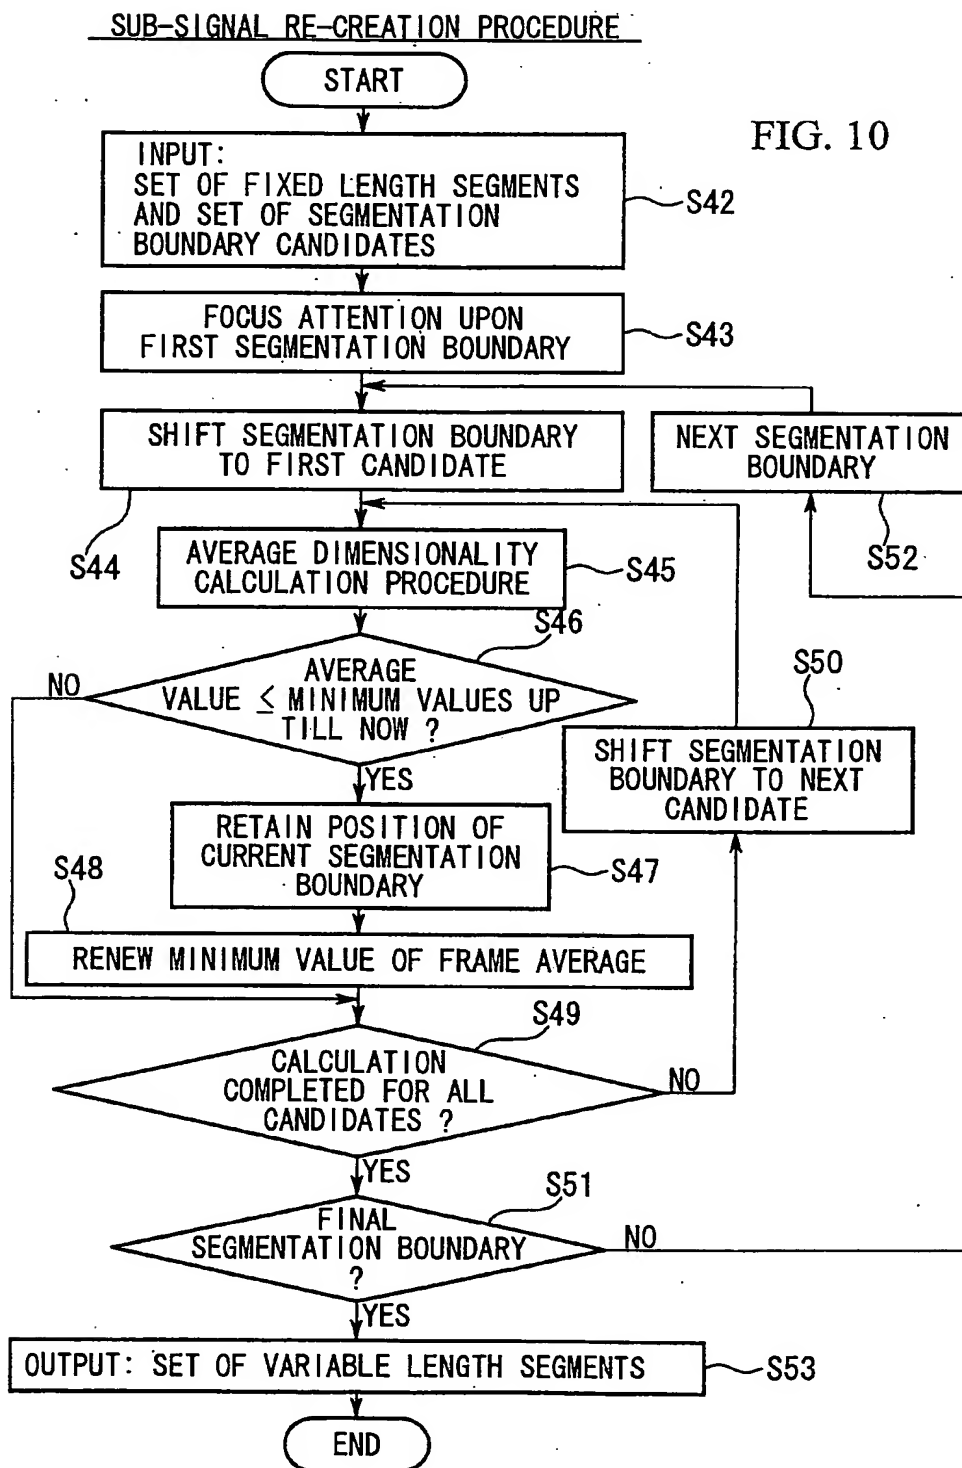 SUB-SIGNAL RE-CREATION PROCEDURE
START
FIG. 10
INPUT:
SET OF FIXED LENGTH SEGMENTS
AND SET OF SEGMENTATION
BOUNDARY CANDIDATES
S42
FOCUS ATTENTION UPON
FIRST SEGMENTATION BOUNDARY
S43
SHIFT SEGMENTATION BOUNDARY
TO FIRST CANDIDATE
S44
NEXT SEGMENTATION
BOUNDARY
S52
AVERAGE DIMENSIONALITY
CALCULATION PROCEDURE
S45
S46
AVERAGE
VALUE ≤ MINIMUM VALUES UP
TILL NOW ?
NO
YES
S50
SHIFT SEGMENTATION
BOUNDARY TO NEXT
CANDIDATE
RETAIN POSITION OF
CURRENT SEGMENTATION
BOUNDARY
S47
S48
RENEW MINIMUM VALUE OF FRAME AVERAGE
S49
CALCULATION
COMPLETED FOR ALL
CANDIDATES ?
NO
YES
S51
FINAL
SEGMENTATION BOUNDARY
?
NO
YES
OUTPUT: SET OF VARIABLE LENGTH SEGMENTS
S53
END